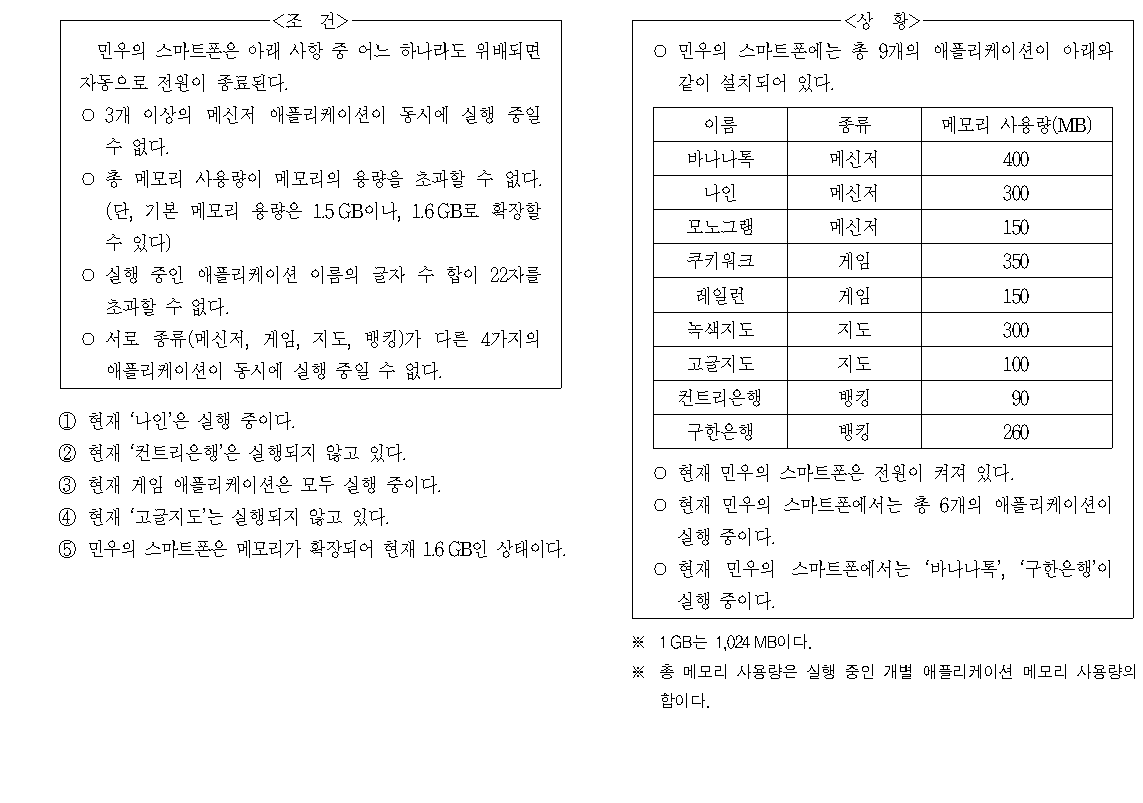 <조 건>
민우의 스마트폰은 아래 사항 중 어느 하나라도 위배되면
자동으로 전원이 종료된다.
○ 3개 이상의 메신저 애플리케이션이 동시에 실행 중일
수 없다.
○ 총 메모리 사용량이 메모리의 용량을 초과할 수 없다.
(단, 기본 메모리 용량은 1.5GB이나, 1.6GB로 확장할
수 있다)
○ 실행 중인 애플리케이션 이름의 글자 수 합이 22자를
초과할 수 없다.
○ 서로 종류(메신저, 게임, 지도, 뱅킹)가 다른 4가지의
애플리케이션이 동시에 실행 중일 수 없다.
① 현재 ‘나인’은 실행 중이다.
② 현재 ‘컨트리은행’은 실행되지 않고 있다.
③ 현재 게임 애플리케이션은 모두 실행 중이다.
④ 현재 ‘고글지도’는 실행되지 않고 있다.
⑤ 민우의 스마트폰은 메모리가 확장되어 현재 1.6GB인 상태이다.
<상 황>
○ 민우의 스마트폰에는 총 9개의 애플리케이션이 아래와
같이 설치되어 있다.
이름 종류 메모리 사용량(MB)
바나나톡 메신저 400
나인 메신저 300
모노그램 메신저 150
쿠키워크 게임 350
레일런 게임 150
녹색지도 지도 300
고글지도 지도 100
컨트리은행 뱅킹 90
구한은행 뱅킹 260
○ 현재 민우의 스마트폰은 전원이 켜져 있다.
○ 현재 민우의 스마트폰에서는 총 6개의 애플리케이션이
실행 중이다.
○ 현재 민우의 스마트폰에서는 ‘바나나톡’, ‘구한은행’이
실행 중이다.
※ 1GB는 1,024MB이다.
※ 총 메모리 사용량은 실행 중인 개별 애플리케이션 메모리 사용량의
합이다.